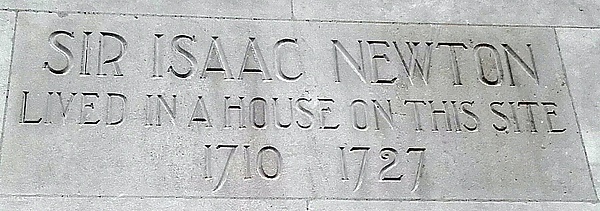 SIR ISAAC NEWTON
LIVED IN A HOUSE ON THIS SITE
1710 1727